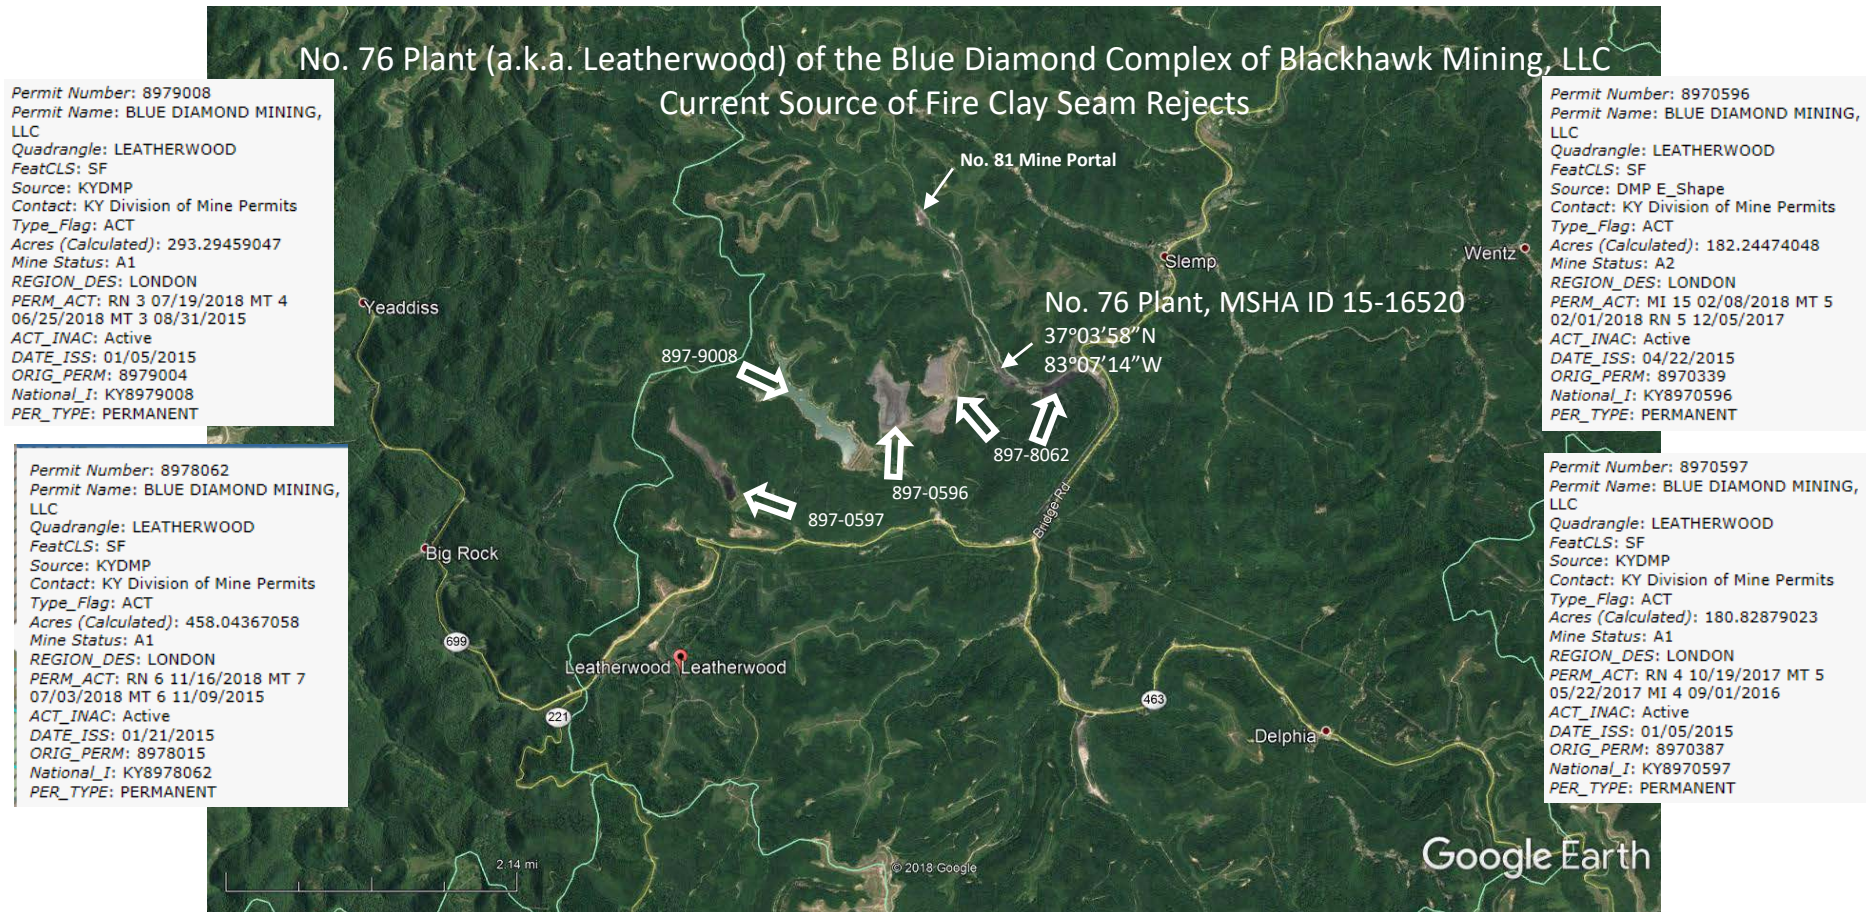 No. 76 Plant (a.k.a. Leatherwood) of the Blue Diamond Complex of Blackhawk Mining, LLC
Current Source of Fire Clay Seam Rejects
Permit Number: 8979008
Permit Name: BLUE DIAMOND MINING,
LLC
Quadrangle: LEATHERWOOD
FeatCLS: SF
Source: KYDMP
Contact: KY Division of Mine Permits
Type_Flag: ACT
Acres (Calculated): 293.29459047
Mine Status: A1
REGION_DES: LONDON
PERM_ACT: RN 3 07/19/2018 MT 4
06/25/2018 MT 3 08/31/2015
ACT_INAC: Active
DATE_ISS: 01/05/2015
ORIG_PERM: 8979004
National_I: KY8979008
PER_TYPE: PERMANENT
Permit Number: 8978062
Permit Name: BLUE DIAMOND MINING,
LLC
Quadrangle: LEATHERWOOD
FeatCLS: SF
Source: KYDMP
Contact: KY Division of Mine Permits
Type_Flag: ACT
Acres (Calculated): 458.04367058
Mine Status: A1
REGION_DES: LONDON
PERM_ACT: RN 6 11/16/2018 MT 7
07/03/2018 MT 6 11/09/2015
ACT_INAC: Active
DATE_ISS: 01/21/2015
ORIG_PERM: 8978015
National_I: KY8978062
PER_TYPE: PERMANENT
No. 81 Mine Portal
Slemp
Wentz
Yeaddiss
No. 76 Plant, MSHA ID 15-16520
37°03'58"N
83°07'14"W
897-9008
897-8062
897-0596
897-0597
Bridge Rd
Big Rock
699
Leatherwood Leatherwood
221
463
Delphia
2.14 mi
© 2018 Google
Google Earth
Permit Number: 8970596
Permit Name: BLUE DIAMOND MINING,
LLC
Quadrangle: LEATHERWOOD
FeatCLS: SF
Source: DMP E_Shape
Contact: KY Division of Mine Permits
Type_Flag: ACT
Acres (Calculated): 182.24474048
Mine Status: A2
REGION_DES: LONDON
PERM_ACT: MI 15 02/08/2018 MT 5
02/01/2018 RN 5 12/05/2017
ACT_INAC: Active
DATE_ISS: 04/22/2015
ORIG_PERM: 8970339
National_I: KY8970596
PER_TYPE: PERMANENT
Permit Number: 8970597
Permit Name: BLUE DIAMOND MINING,
LLC
Quadrangle: LEATHERWOOD
FeatCLS: SF
Source: KYDMP
Contact: KY Division of Mine Permits
Type_Flag: ACT
Acres (Calculated): 180.82879023
Mine Status: A1
REGION_DES: LONDON
PERM_ACT: RN 4 10/19/2017 MT 5
05/22/2017 MI 4 09/01/2016
ACT_INAC: Active
DATE_ISS: 01/05/2015
ORIG_PERM: 8970387
National_I: KY8970597
PER_TYPE: PERMANENT